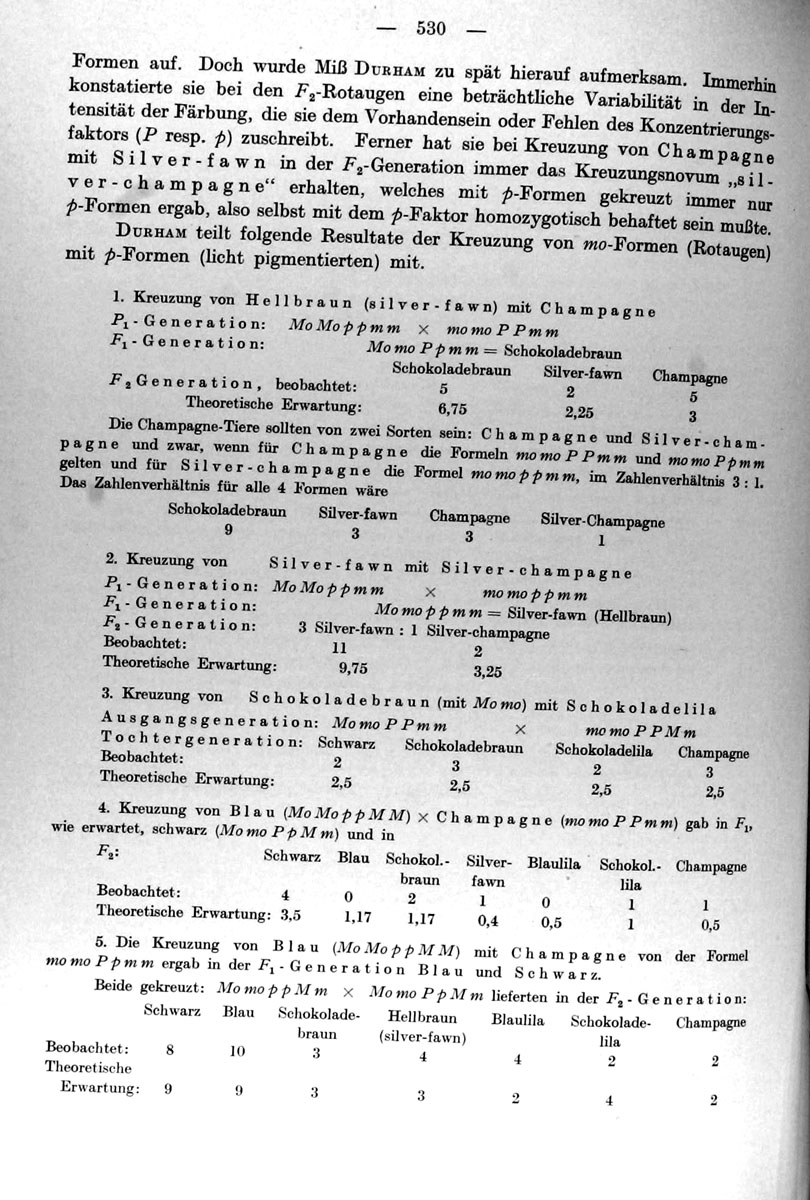 — 530 —
Formen auf. Doch wurde Miß DURHAM zu spät hierauf aufmerksam. Immerhin
konstatierte sie bei den F₂-Rotaugen eine beträchtliche Variabilität in der In-
tensität der Färbung, die sie dem Vorhandensein oder Fehlen des Konzentrierungs-
faktors (P resp. p) zuschreibt. Ferner hat sie bei Kreuzung von Champagne
mit Silver-fawn in der F₂-Generation immer das Kreuzungsnovum „sil-
ver-champagne“ erhalten, welches mit p-Formen gekreuzt immer nur
p-Formen ergab, also selbst mit dem p-Faktor homozygotisch behaftet sein mußte.
DURHAM teilt folgende Resultate der Kreuzung von mo-Formen (Rotaugen)
mit p-Formen (licht pigmentierten) mit.
1. Kreuzung von Hellbraun (silver-fawn) mit Champagne
P₁-Generation: MoMoppmm × momoPPmm
F₁-Generation: MomoPpmm = Schokoladebraun
Schokoladebraun Silver-fawn Champagne
F₂Generation, beobachtet: 5 2 5
Theoretische Erwartung: 6,75 2,25 3
Die Champagne-Tiere sollten von zwei Sorten sein: Champagne und Silver-cham-
pagne und zwar, wenn für Champagne die Formeln momoPPmm und momoPpmm
gelten und für Silver-champagne die Formel momoppmm, im Zahlenverhältnis 3 : 1.
Das Zahlenverhältnis für alle 4 Formen wäre
Schokoladebraun Silver-fawn Champagne Silver-Champagne
9 3 3 1
2. Kreuzung von Silver-fawn mit Silver-champagne
P₁-Generation: MoMoppmm × momoppmm
F₁-Generation: Momoppmm = Silver-fawn (Hellbraun)
F₂-Generation: 3 Silver-fawn : 1 Silver-champagne
Beobachtet: 11 2
Theoretische Erwartung: 9,75 3,25
3. Kreuzung von Schokoladebraun (mit Momo) mit Schokoladelila
Ausgangsgeneration: MomoPPmm × momoPPMm
Tochtergeneration: Schwarz Schokoladebraun Schokoladelila Champagne
Beobachtet: 2 3 2 3
Theoretische Erwartung: 2,5 2,5 2,5 2,5
4. Kreuzung von Blau (MoMoppMM) × Champagne (momoPPmm) gab in F₁,
wie erwartet, schwarz (MomoPpMm) und in
F₂: Schwarz Blau Schokol.- Silver- Blaulila Schokol.- Champagne
braun fawn lila
Beobachtet: 4 0 2 1 0 1 1
Theoretische Erwartung: 3,5 1,17 1,17 0,4 0,5 1 0,5
5. Die Kreuzung von Blau (MoMoppMM) mit Champagne von der Formel
momoPpmm ergab in der F₁-Generation Blau und Schwarz.
Beide gekreuzt: MomoppMm × MomoPpMm lieferten in der F₂-Generation:
Schwarz Blau Schokolade- Hellbraun Blaulila Schokolade- Champagne
braun (silver-fawn) lila
Beobachtet: 8 10 3 4 4 2 2
Theoretische
Erwartung: 9 9 3 3 2 4 2